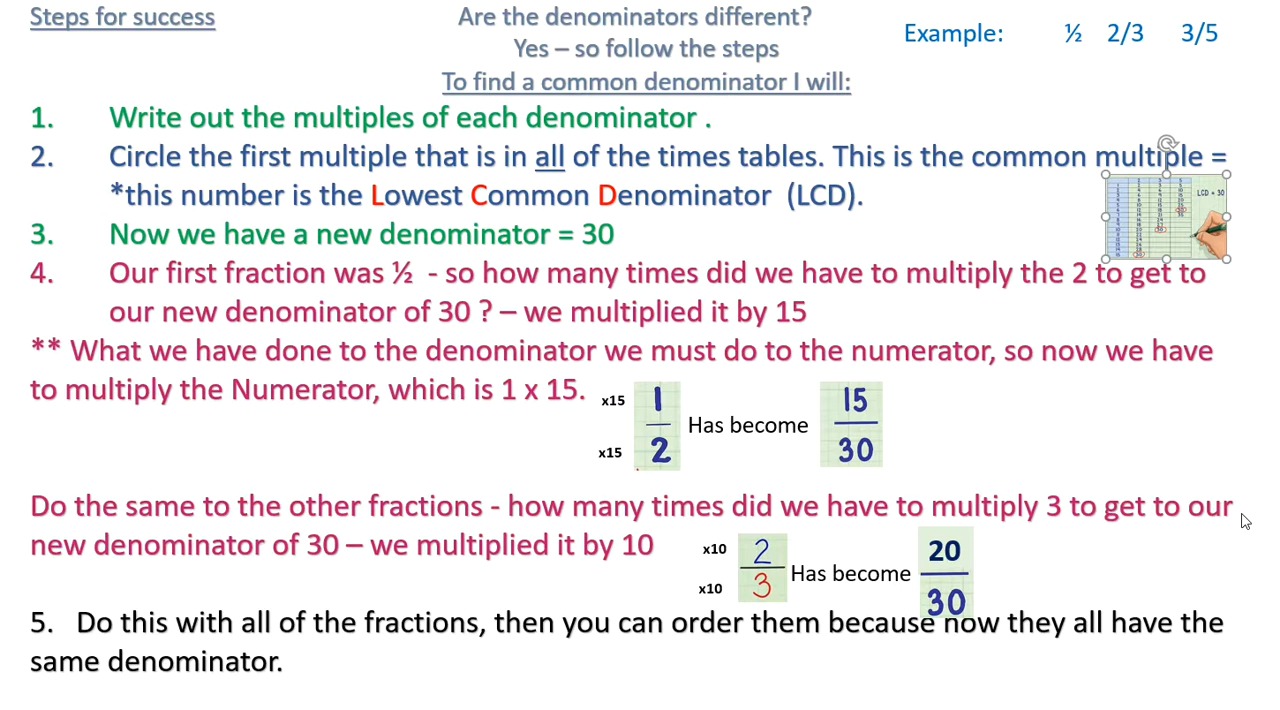 Steps for success
Are the denominators different?
Example: ½ 2/3 3/5
Yes – so follow the steps
To find a common denominator I will:
1. Write out the multiples of each denominator .
2. Circle the first multiple that is in all of the times tables. This is the common multiple =
*this number is the Lowest Common Denominator (LCD).
LCD = 30
3. Now we have a new denominator = 30
4. Our first fraction was ½ - so how many times did we have to multiply the 2 to get to
our new denominator of 30 ? – we multiplied it by 15
** What we have done to the denominator we must do to the numerator, so now we have
to multiply the Numerator, which is 1 x 15.
x15 1 15
Has become
x15 2 30
Do the same to the other fractions - how many times did we have to multiply 3 to get to our
new denominator of 30 – we multiplied it by 10
x10 2 20
Has become
x10 3 30
5. Do this with all of the fractions, then you can order them because now they all have the
same denominator.